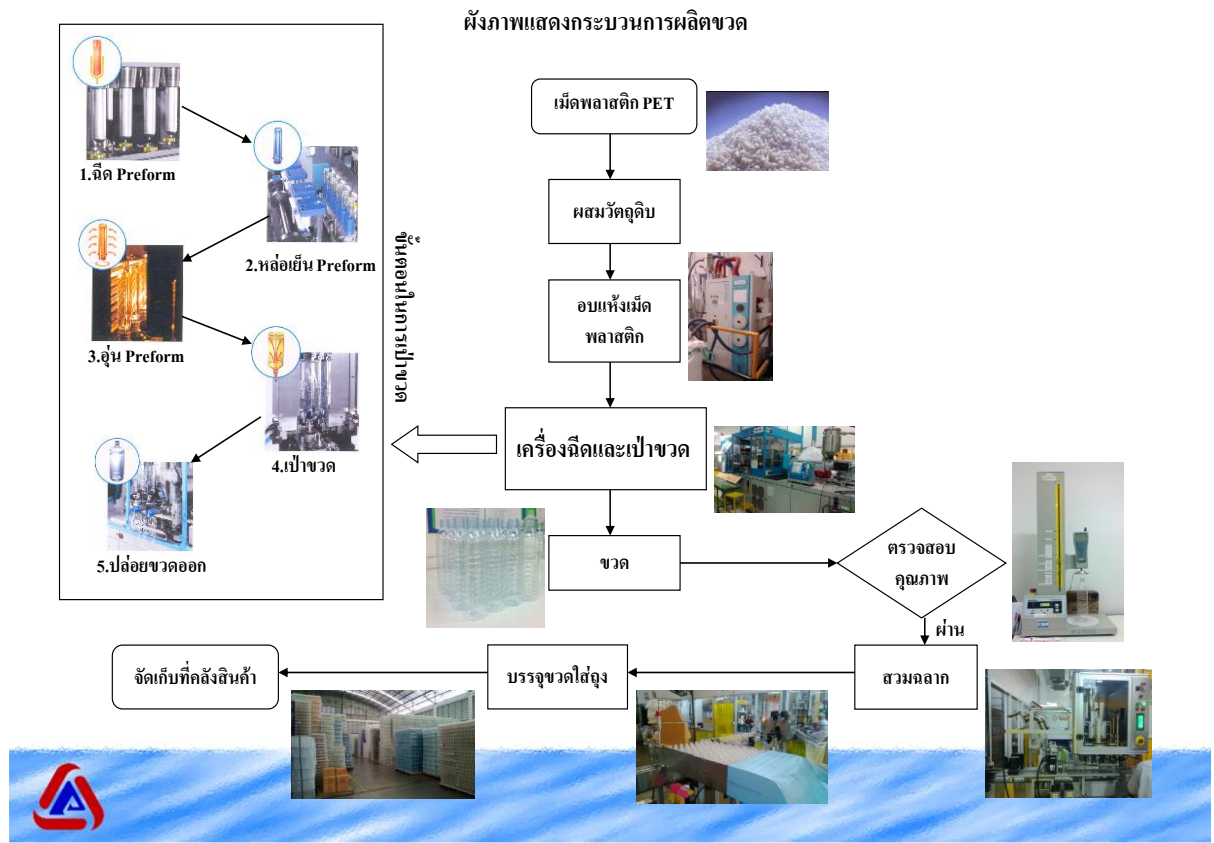 ผังภาพแสดงกระบวนการผลิตขวด
1.ฉีด Preform
2.หล่อเย็น Preform
3.อุ่น Preform
4.เป่าขวด
5.ปล่อยขวดออก
ขั้นตอนในการเป่าขวด
เม็ดพลาสติก PET
ผสมวัตถุดิบ
อบแห้งเม็ด
พลาสติก
เครื่องฉีดและเป่าขวด
ขวด
ตรวจสอบ
คุณภาพ
ผ่าน
สวมฉลาก
บรรจุขวดใส่ถุง
จัดเก็บที่คลังสินค้า